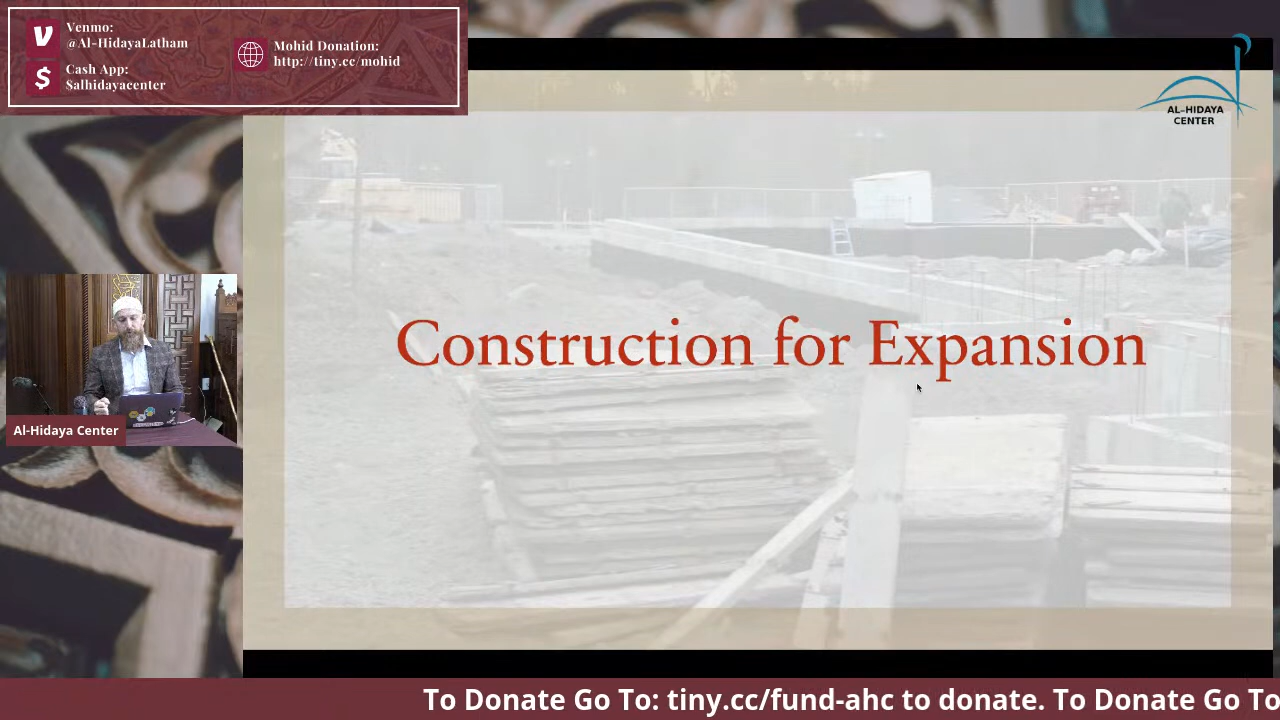 Venmo:
@Al-HidayaLatham
Cash App:
$alhidayacenter
Mohid Donation:
http://tiny.cc/mohid
AL-HIDAYA
CENTER
Construction for Expansion
Al-Hidaya Center
To Donate Go To: tiny.cc/fund-ahc to donate. To Donate Go To